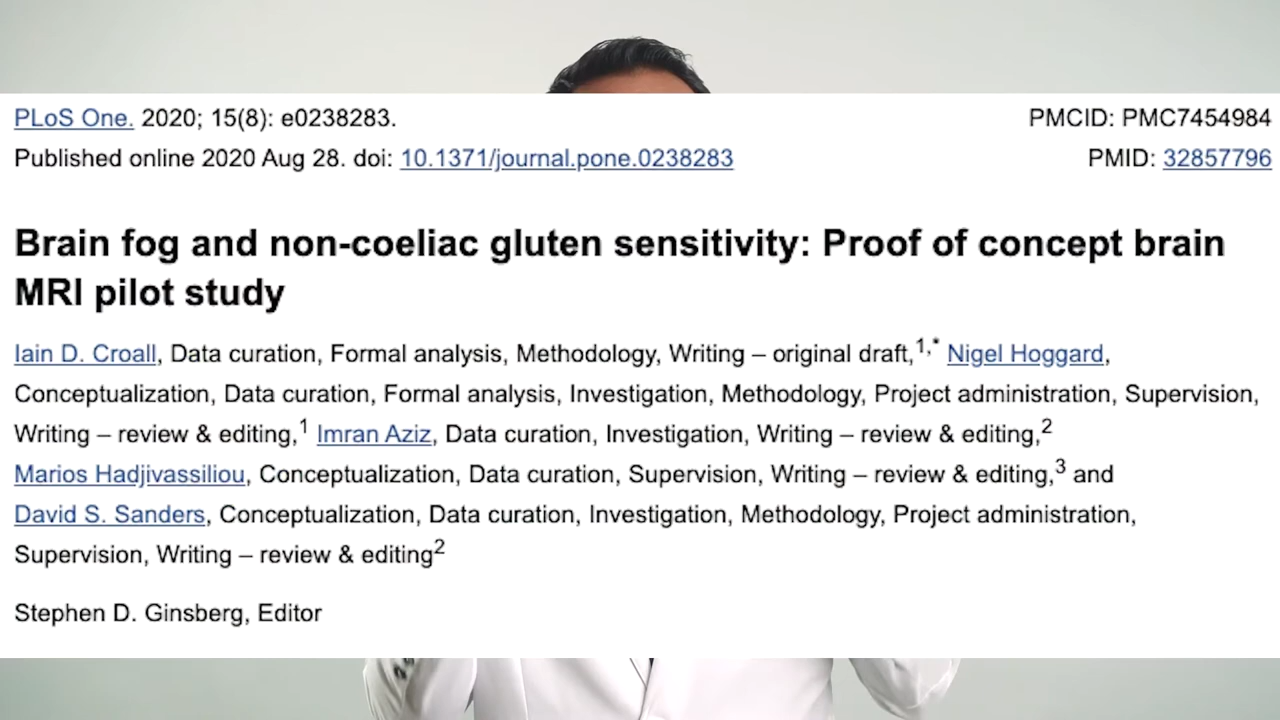 PLoS One. 2020; 15(8): e0238283.
PMCID: PMC7454984
Published online 2020 Aug 28. doi: 10.1371/journal.pone.0238283
PMID: 32857796
Brain fog and non-coeliac gluten sensitivity: Proof of concept brain
MRI pilot study
Iain D. Croall, Data curation, Formal analysis, Methodology, Writing – original draft,1,* Nigel Hoggard,
Conceptualization, Data curation, Formal analysis, Investigation, Methodology, Project administration, Supervision,
Writing – review & editing,1 Imran Aziz, Data curation, Investigation, Writing – review & editing,2
Marios Hadjivassiliou, Conceptualization, Data curation, Supervision, Writing – review & editing,3 and
David S. Sanders, Conceptualization, Data curation, Investigation, Methodology, Project administration,
Supervision, Writing – review & editing2
Stephen D. Ginsberg, Editor